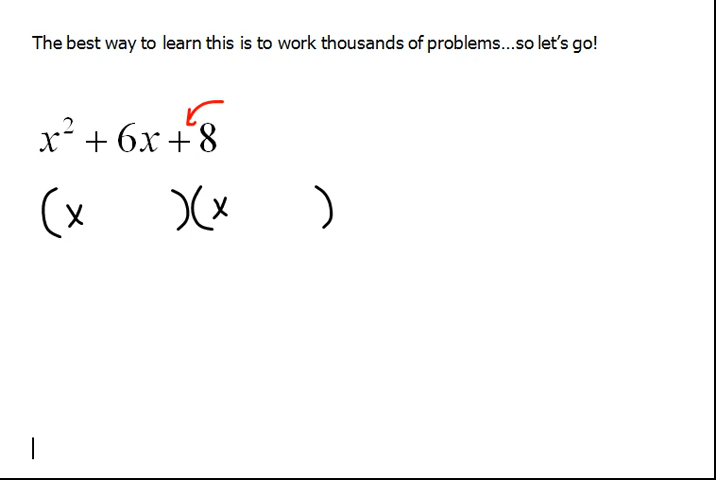 The best way to learn this is to work thousands of problems...so let's go!
x² + 6x + 8
(x )(x )